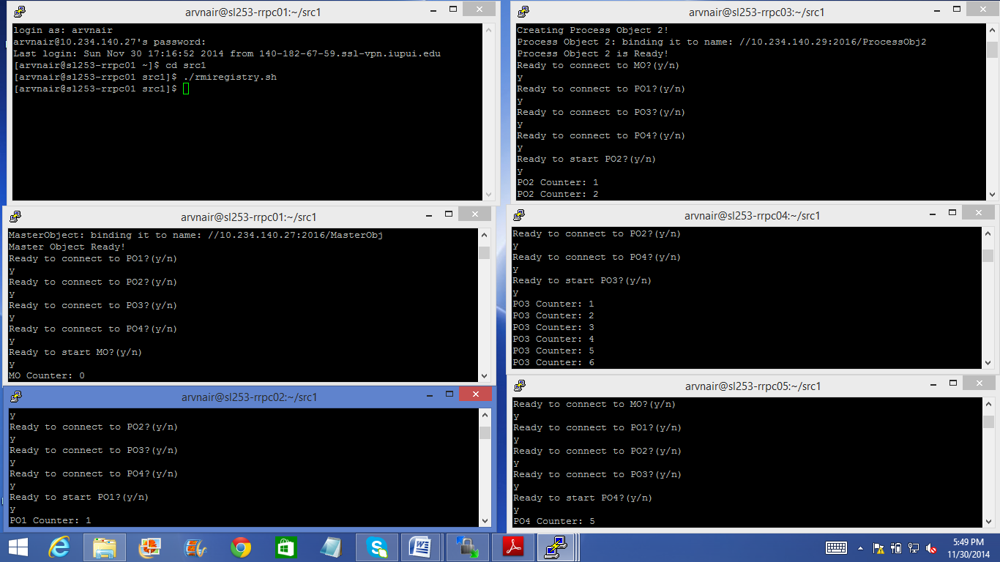 arvnair@sl253-rrpc01:~/src1
login as: arvnair
arvnair@10.234.140.27's password:
Last login: Sun Nov 30 17:16:52 2014 from 140-182-67-59.ssl-vpn.iupui.edu
[arvnair@sl253-rrpc01 ~]$ cd src1
[arvnair@sl253-rrpc01 src1]$ ./rmiregistry.sh
[arvnair@sl253-rrpc01 src1]$
arvnair@sl253-rrpc03:~/src1
Creating Process Object 2!
Process Object 2: binding it to name: //10.234.140.29:2016/ProcessObj2
Process Object 2 is Ready!
Ready to connect to MO?(y/n)
y
Ready to connect to PO1?(y/n)
y
Ready to connect to PO3?(y/n)
y
Ready to connect to PO4?(y/n)
y
Ready to start PO2?(y/n)
y
PO2 Counter: 1
PO2 Counter: 2
arvnair@sl253-rrpc01:~/src1
MasterObject: binding it to name: //10.234.140.27:2016/MasterObj
Master Object Ready!
Ready to connect to PO1?(y/n)
y
Ready to connect to PO2?(y/n)
y
Ready to connect to PO3?(y/n)
y
Ready to connect to PO4?(y/n)
y
Ready to start MO?(y/n)
y
MO Counter: 0
arvnair@sl253-rrpc04:~/src1
Ready to connect to PO2?(y/n)
y
Ready to connect to PO4?(y/n)
y
Ready to start PO3?(y/n)
y
PO3 Counter: 1
PO3 Counter: 2
PO3 Counter: 3
PO3 Counter: 4
PO3 Counter: 5
PO3 Counter: 6
arvnair@sl253-rrpc02:~/src1
y
Ready to connect to PO2?(y/n)
y
Ready to connect to PO3?(y/n)
y
Ready to connect to PO4?(y/n)
y
Ready to start PO1?(y/n)
y
PO1 Counter: 1
arvnair@sl253-rrpc05:~/src1
Ready to connect to MO?(y/n)
y
Ready to connect to PO1?(y/n)
y
Ready to connect to PO2?(y/n)
y
Ready to connect to PO3?(y/n)
y
Ready to start PO4?(y/n)
y
PO4 Counter: 5
5:49 PM
11/30/2014